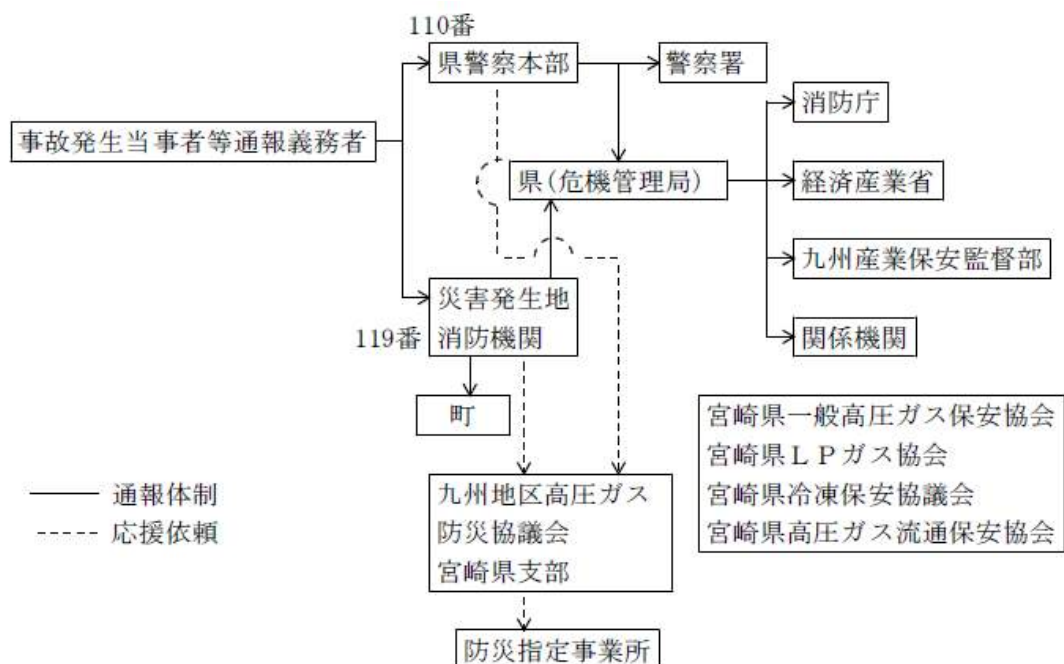 110番
県警察本部
警察署
消防庁
事故発生当事者等通報義務者
県(危機管理局)
経済産業省
九州産業保安監督部
災害発生地
消防機関
119番
関係機関
町
宮崎県一般高圧ガス保安協会
宮崎県LPガス協会
宮崎県冷凍保安協議会
宮崎県高圧ガス流通保安協会
通報体制
応援依頼
九州地区高圧ガス
防災協議会
宮崎県支部
防災指定事業所